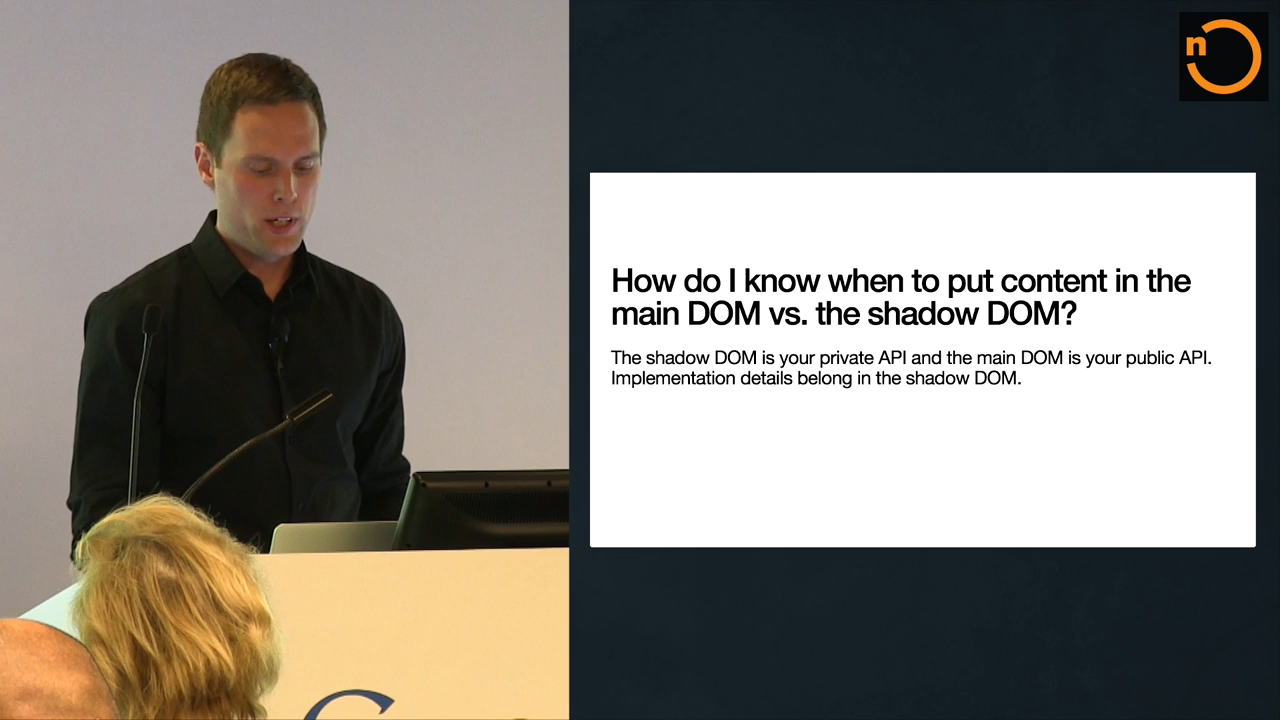 n
How do I know when to put content in the
main DOM vs. the shadow DOM?
The shadow DOM is your private API and the main DOM is your public API.
Implementation details belong in the shadow DOM.